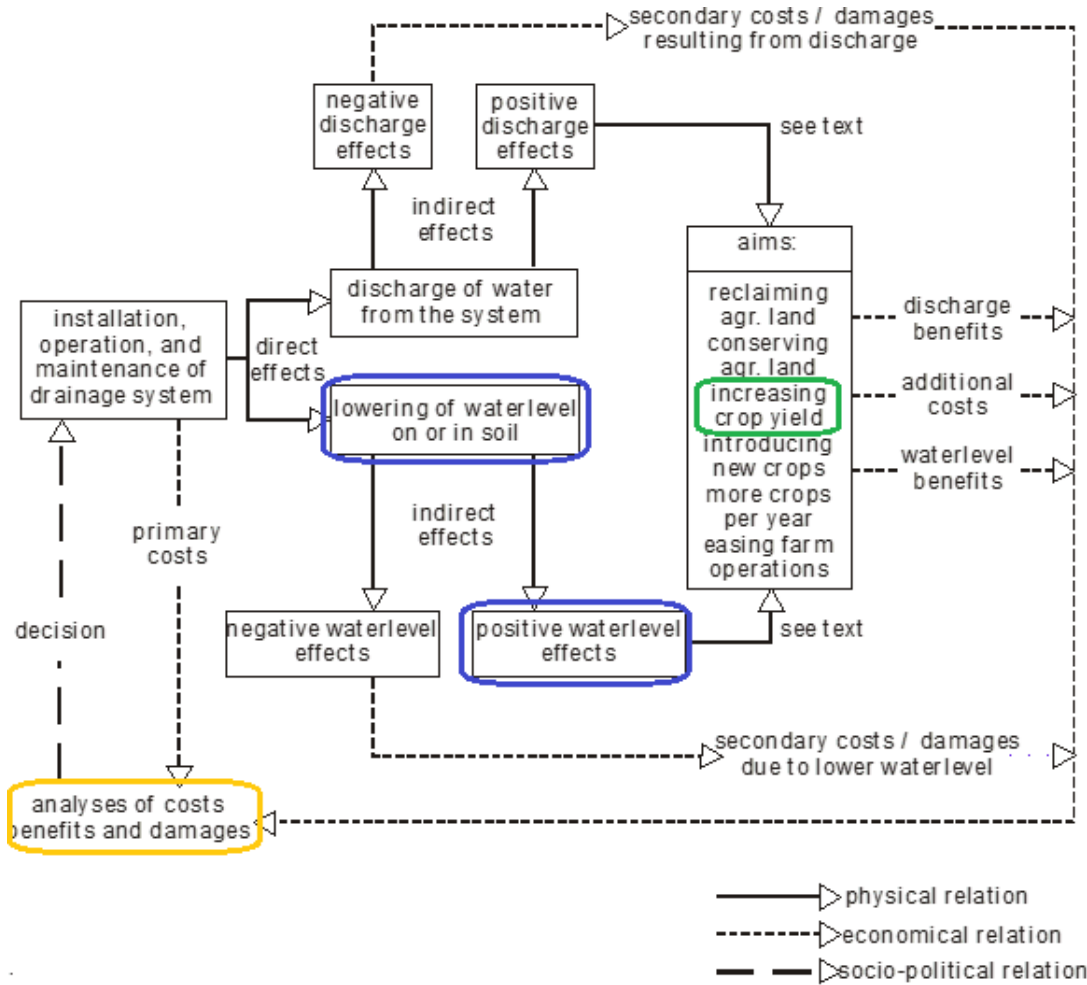 secondary costs / damages
resulting from discharge
negative
discharge
effects
positive
discharge
effects
see text
indirect
effects
aims:
discharge of water
from the system
reclaiming
agr. land
conserving
agr. land
increasing
crop yield
introducing
new crops
more crops
per year
easing farm
operations
discharge
benefits
additional
costs
waterlevel
benefits
installation,
operation, and
maintenance of
drainage system
direct
effects
lowering of waterlevel
on or in soil
indirect
effects
primary
costs
decision
negative waterlevel
effects
positive waterlevel
effects
see text
secondary costs / damages
due to lower waterlevel
analyses of costs
benefits and damages
physical relation
economical relation
socio-political relation